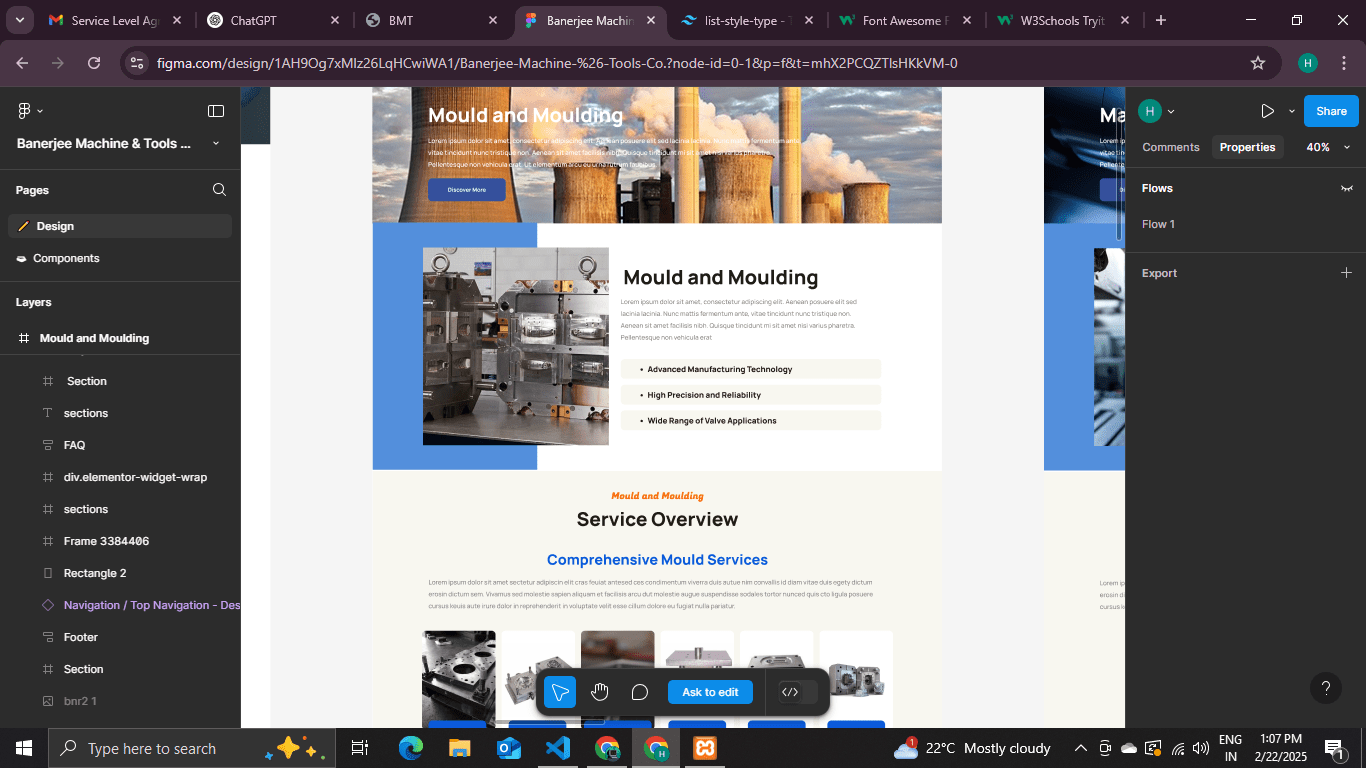 Service Level Ag
ChatGPT
BMT
Banerjee Machin
list-style-type - T
Font Awesome F
W3Schools Tryit
figma.com/design/1AH9Og7xMlz26LqHCwiWA1/Banerjee-Machine-%26-Tools-Co.?node-id=0-1&p=f&t=mhX2PCQZTlsHKkVM-0
H
Banerjee Machine & Tools ...
Pages
Design
Components
Layers
Mould and Moulding
Section
sections
FAQ
div.elementor-widget-wrap
sections
Frame 3384406
Rectangle 2
Navigation / Top Navigation - Des
Footer
Section
bnr2 1
Mould and Moulding
Lorem ipsum dolor sit amet, consectetur adipiscing elit. Aenean posuere elit sed lacinia lacinia. Nunc mattis fermentum ante,
vitae tincidunt nunc tristique non. Aenean sit amet facilisis nibh. Quisque tincidunt mi sit amet nisi varius pharetra.
Pellentesque non vehicula erat. Ut elementum arcu eu urna rutrum faucibus.
Discover More
Mould and Moulding
Lorem ipsum dolor sit amet, consectetur adipiscing elit. Aenean posuere elit sed
lacinia lacinia. Nunc mattis fermentum ante, vitae tincidunt nunc tristique non.
Aenean sit amet facilisis nibh. Quisque tincidunt mi sit amet nisi varius pharetra.
Pellentesque non vehicula erat
• Advanced Manufacturing Technology
• High Precision and Reliability
• Wide Range of Valve Applications
Mould and Moulding
Service Overview
Comprehensive Mould Services
Lorem ipsum dolor sit amet sectetur adipiscin elit cras feuiat antesed ces condimentum viverra duis autue nim convallis id diam vitae duis egety dictum
erosin dictum sem. Vivamus sed molestie sapien aliquam et facilisis arcu dut molestie augue suspendisse sodales tortor nunced quis cto ligula posuere
cursus keuis aute irure dolor in reprehenderit in voluptate velit esse cillum dolore eu fugiat nulla pariatur.
Ma
Lorem
vitae tin
Pellente
Lorem ip
erosin di
cursus k
Ask to edit
H
Share
Comments
Properties
40%
Flows
Flow 1
Export
?
Type here to search
1
22°C Mostly cloudy
ENG
IN
1:07 PM
2/22/2025
1